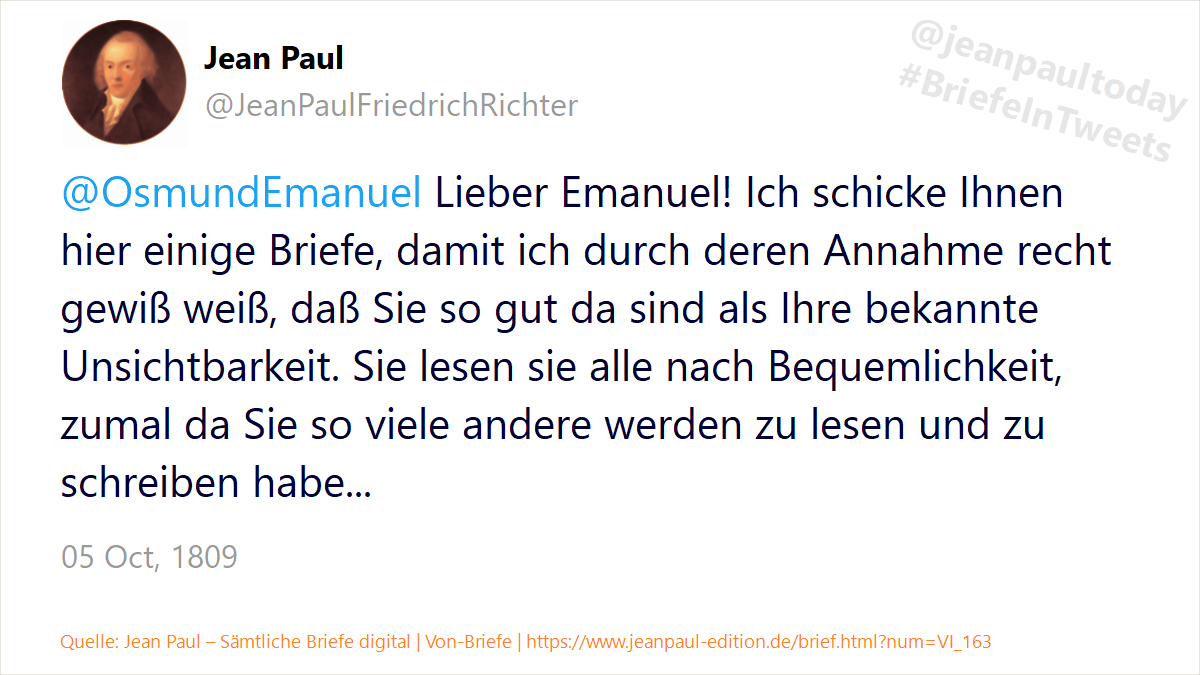 Jean Paul
@JeanPaulFriedrichRichter
@jeanpaultoday
#BriefeInTweets
@OsmundEmanuel Lieber Emanuel! Ich schicke Ihnen
hier einige Briefe, damit ich durch deren Annahme recht
gewiß weiß, daß Sie so gut da sind als Ihre bekannte
Unsichtbarkeit. Sie lesen sie alle nach Bequemlichkeit,
zumal da Sie so viele andere werden zu lesen und zu
schreiben habe...
05 Oct, 1809
Quelle: Jean Paul – Sämtliche Briefe digital | Von-Briefe | https://www.jeanpaul-edition.de/brief.html?num=VI_163